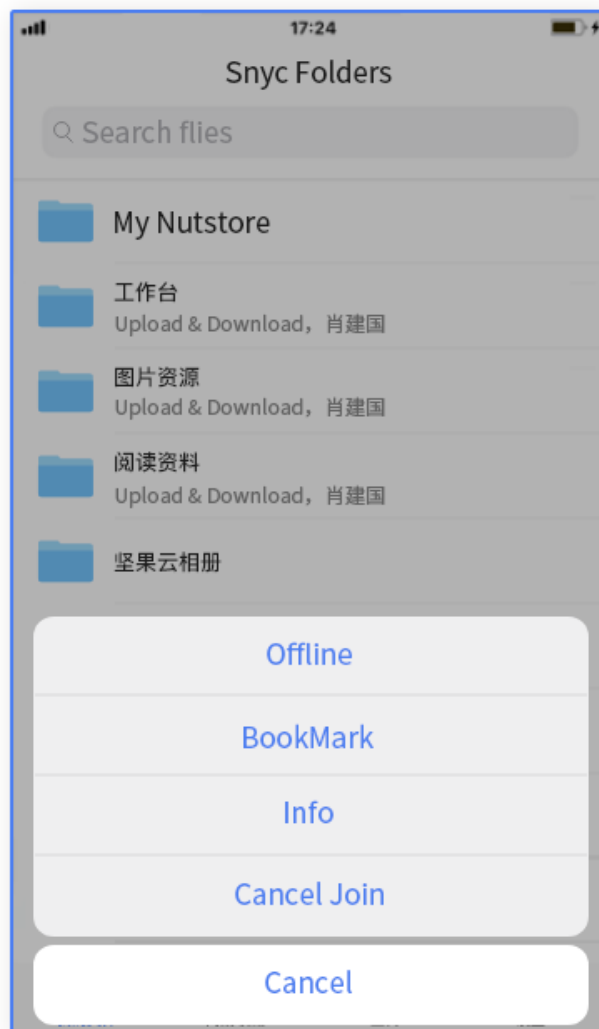 17:24
Snyc Folders
Search flies
My Nutstore
工作台
Upload & Download，肖建国
图片资源
Upload & Download，肖建国
阅读资料
Upload & Download，肖建国
坚果云相册
Offline
BookMark
Info
Cancel Join
Cancel